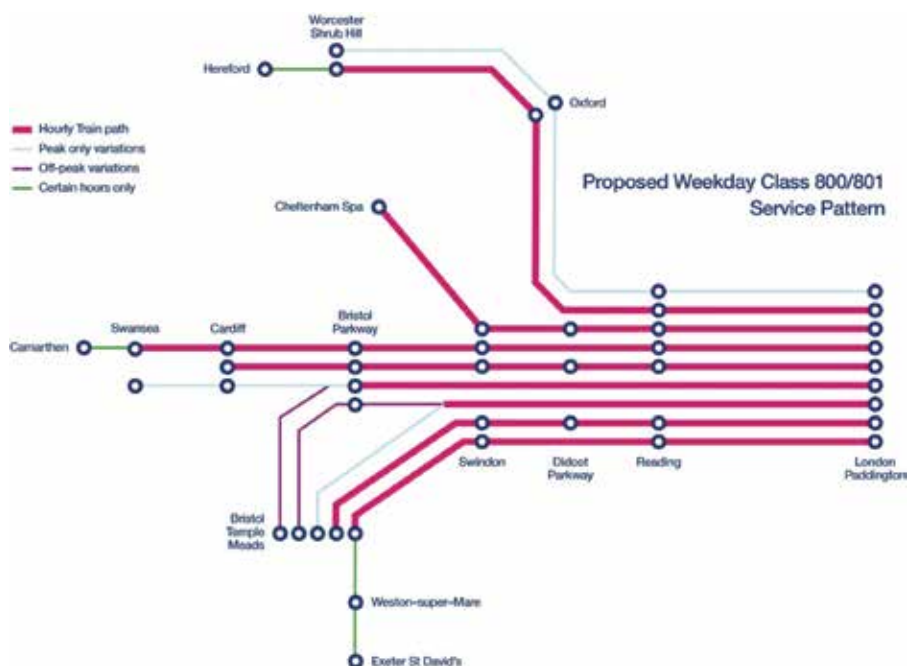 Worcester
Shrub Hill
Hereford
Oxford
Hourly Train path
Peak only variations
Off-peak variations
Certain hours only
Proposed Weekday Class 800/801
Service Pattern
Cheltenham Spa
Bristol
Parkway
Swansea
Cardiff
Camarthen
Swindon
Didcot
Parkway
Reading
London
Paddington
Bristol
Temple
Meads
Weston-super-Mare
Exeter St David's